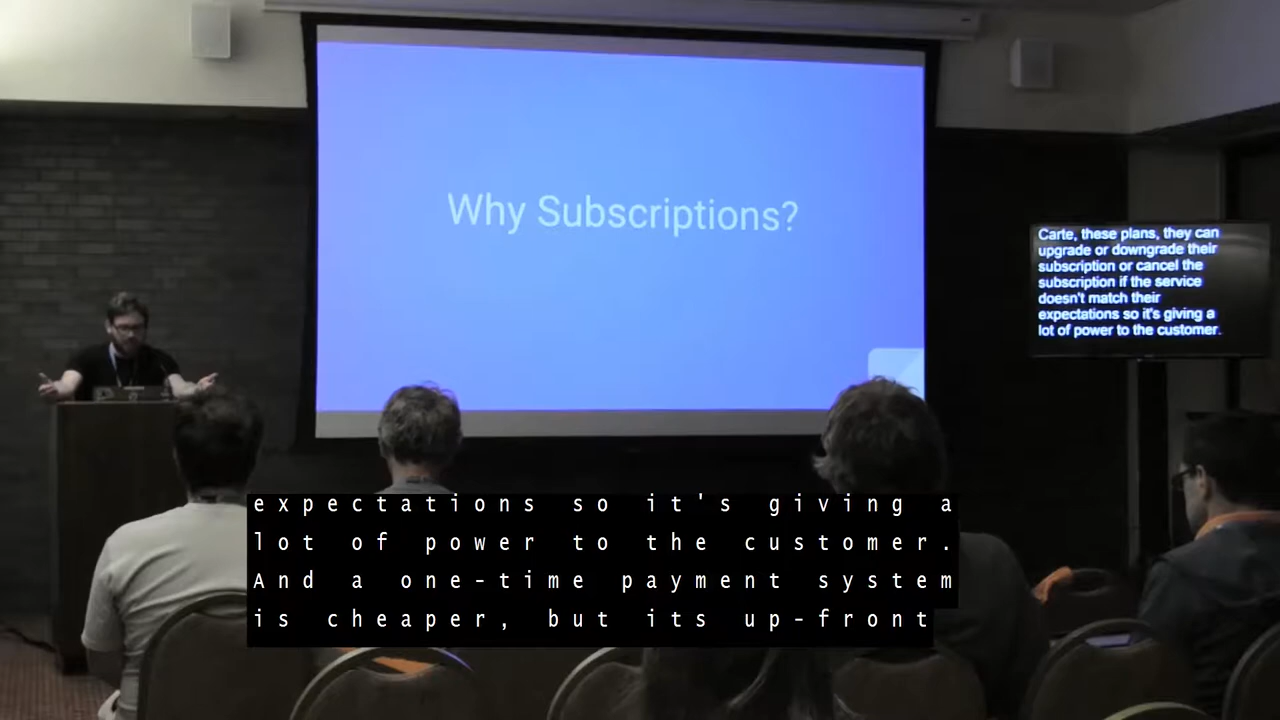 Why Subscriptions?
Carte, these plans, they can
upgrade or downgrade their
subscription or cancel the
subscription if the service
doesn't match their
expectations so it's giving a
lot of power to the customer.
expectations so it's giving a
lot of power to the customer.
And a one-time payment system
is cheaper, but its up-front